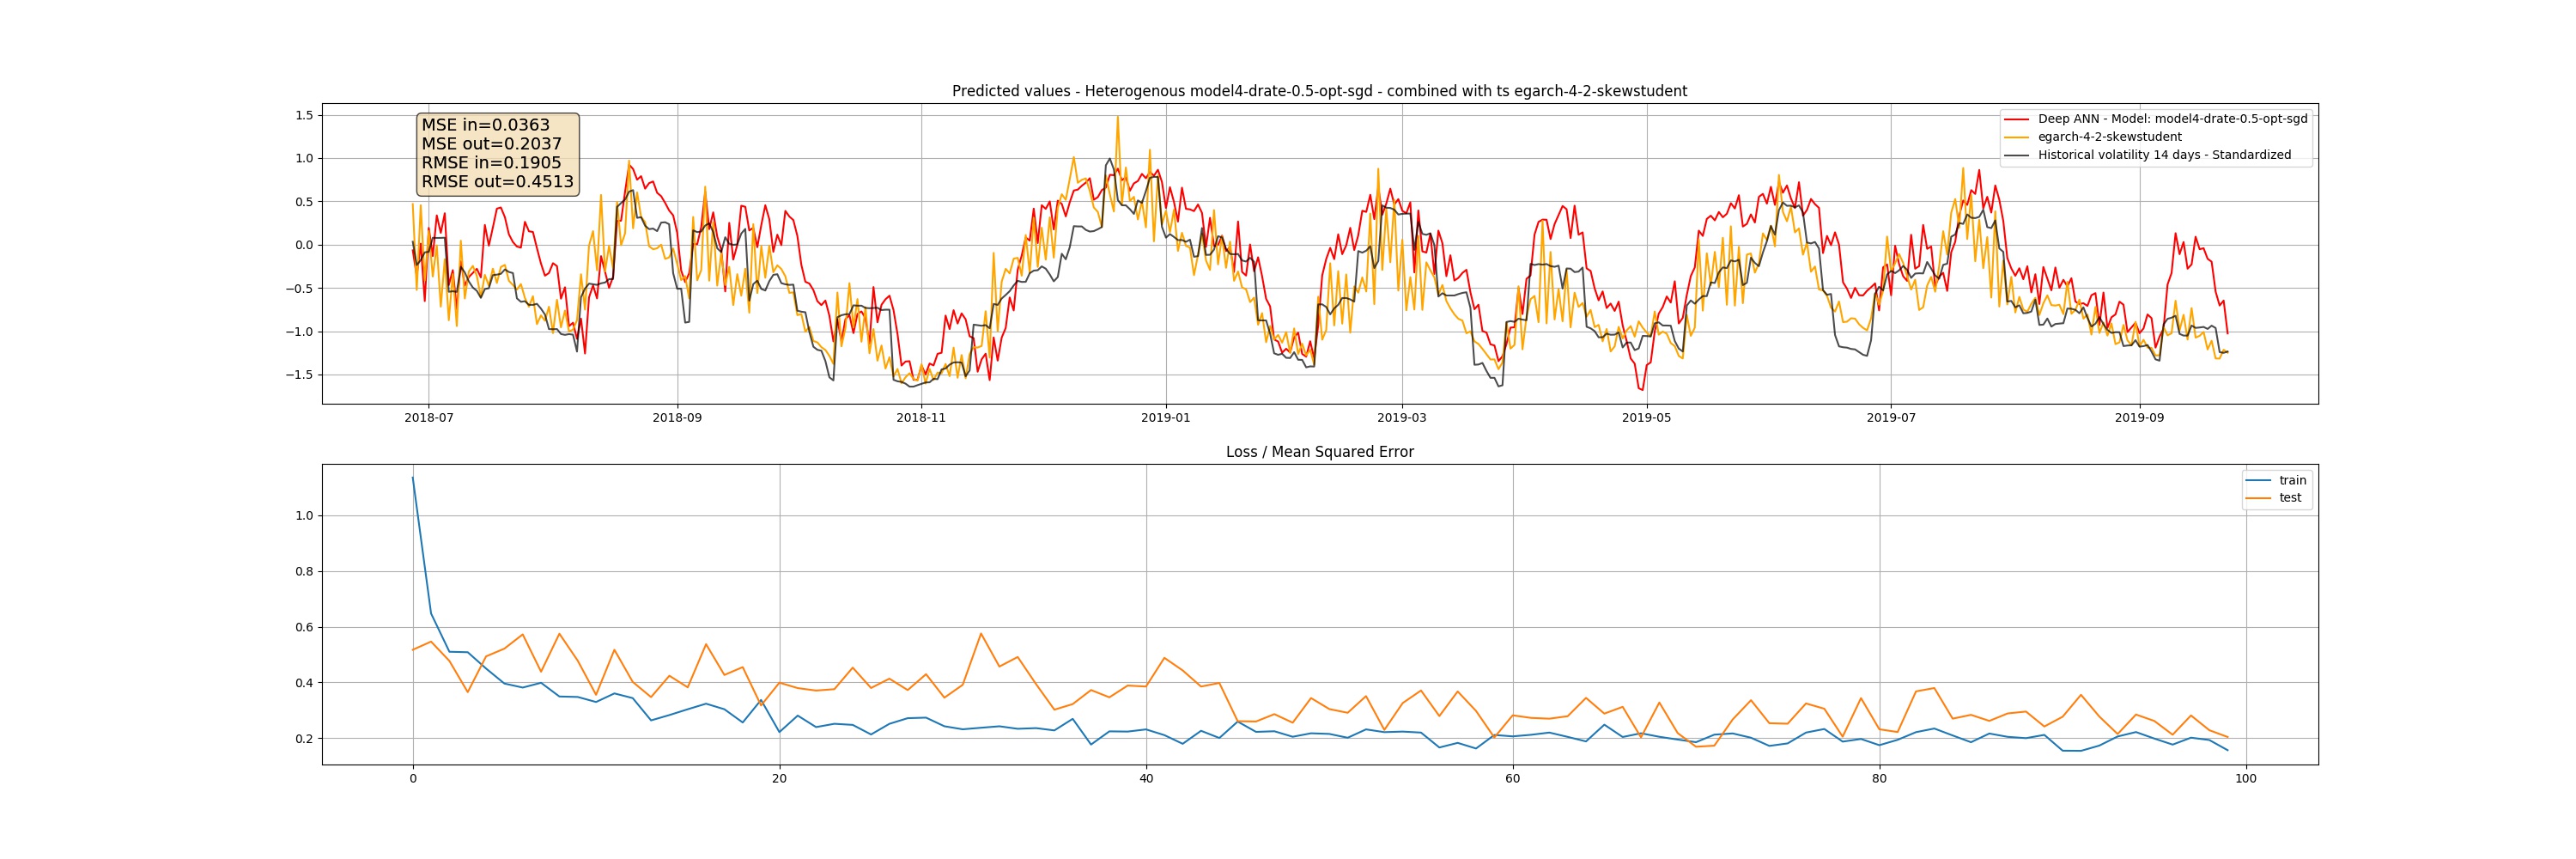 Predicted values - Heterogenous model4-drate-0.5-opt-sgd - combined with ts egarch-4-2-skewstudent
1.5
1.0
0.5
0.0
−0.5
−1.0
−1.5
MSE in=0.0363
MSE out=0.2037
RMSE in=0.1905
RMSE out=0.4513
Deep ANN - Model: model4-drate-0.5-opt-sgd
egarch-4-2-skewstudent
Historical volatility 14 days - Standardized
2018-07 2018-09 2018-11 2019-01 2019-03 2019-05 2019-07 2019-09
Loss / Mean Squared Error
1.0
0.8
0.6
0.4
0.2
train
test
0 20 40 60 80 100